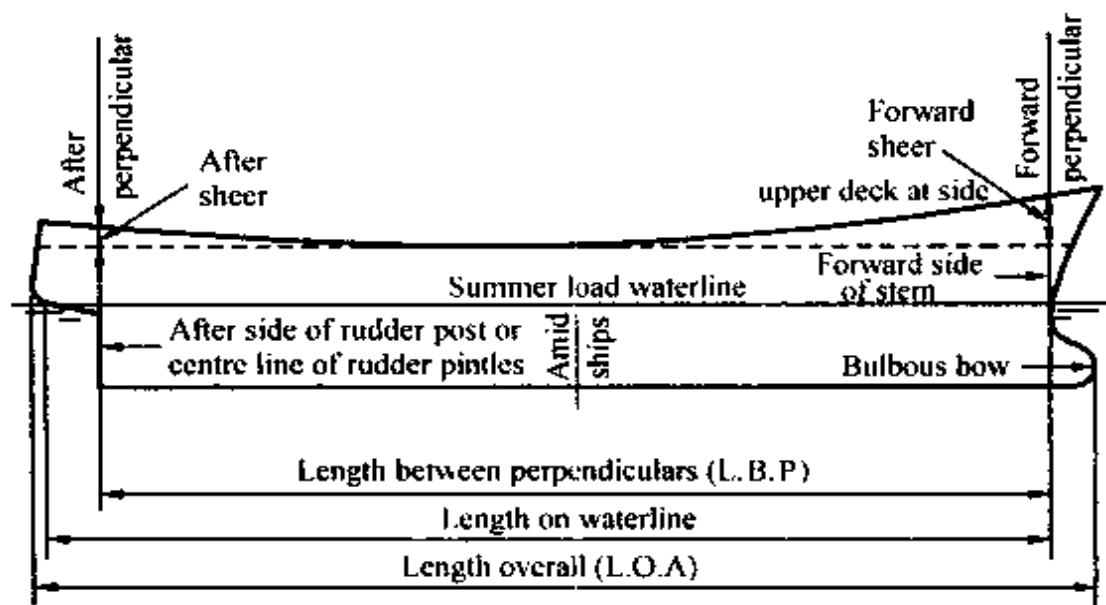 After
perpendicular
After
sheer
Forward
sheer
upper deck at side
Forward
perpendicular
Summer load waterline
Forward side
of stem
After side of rudder post or
centre line of rudder pintles
Amid
ships
Bulbous bow
Length between perpendiculars (L.B.P)
Length on waterline
Length overall (L.O.A)